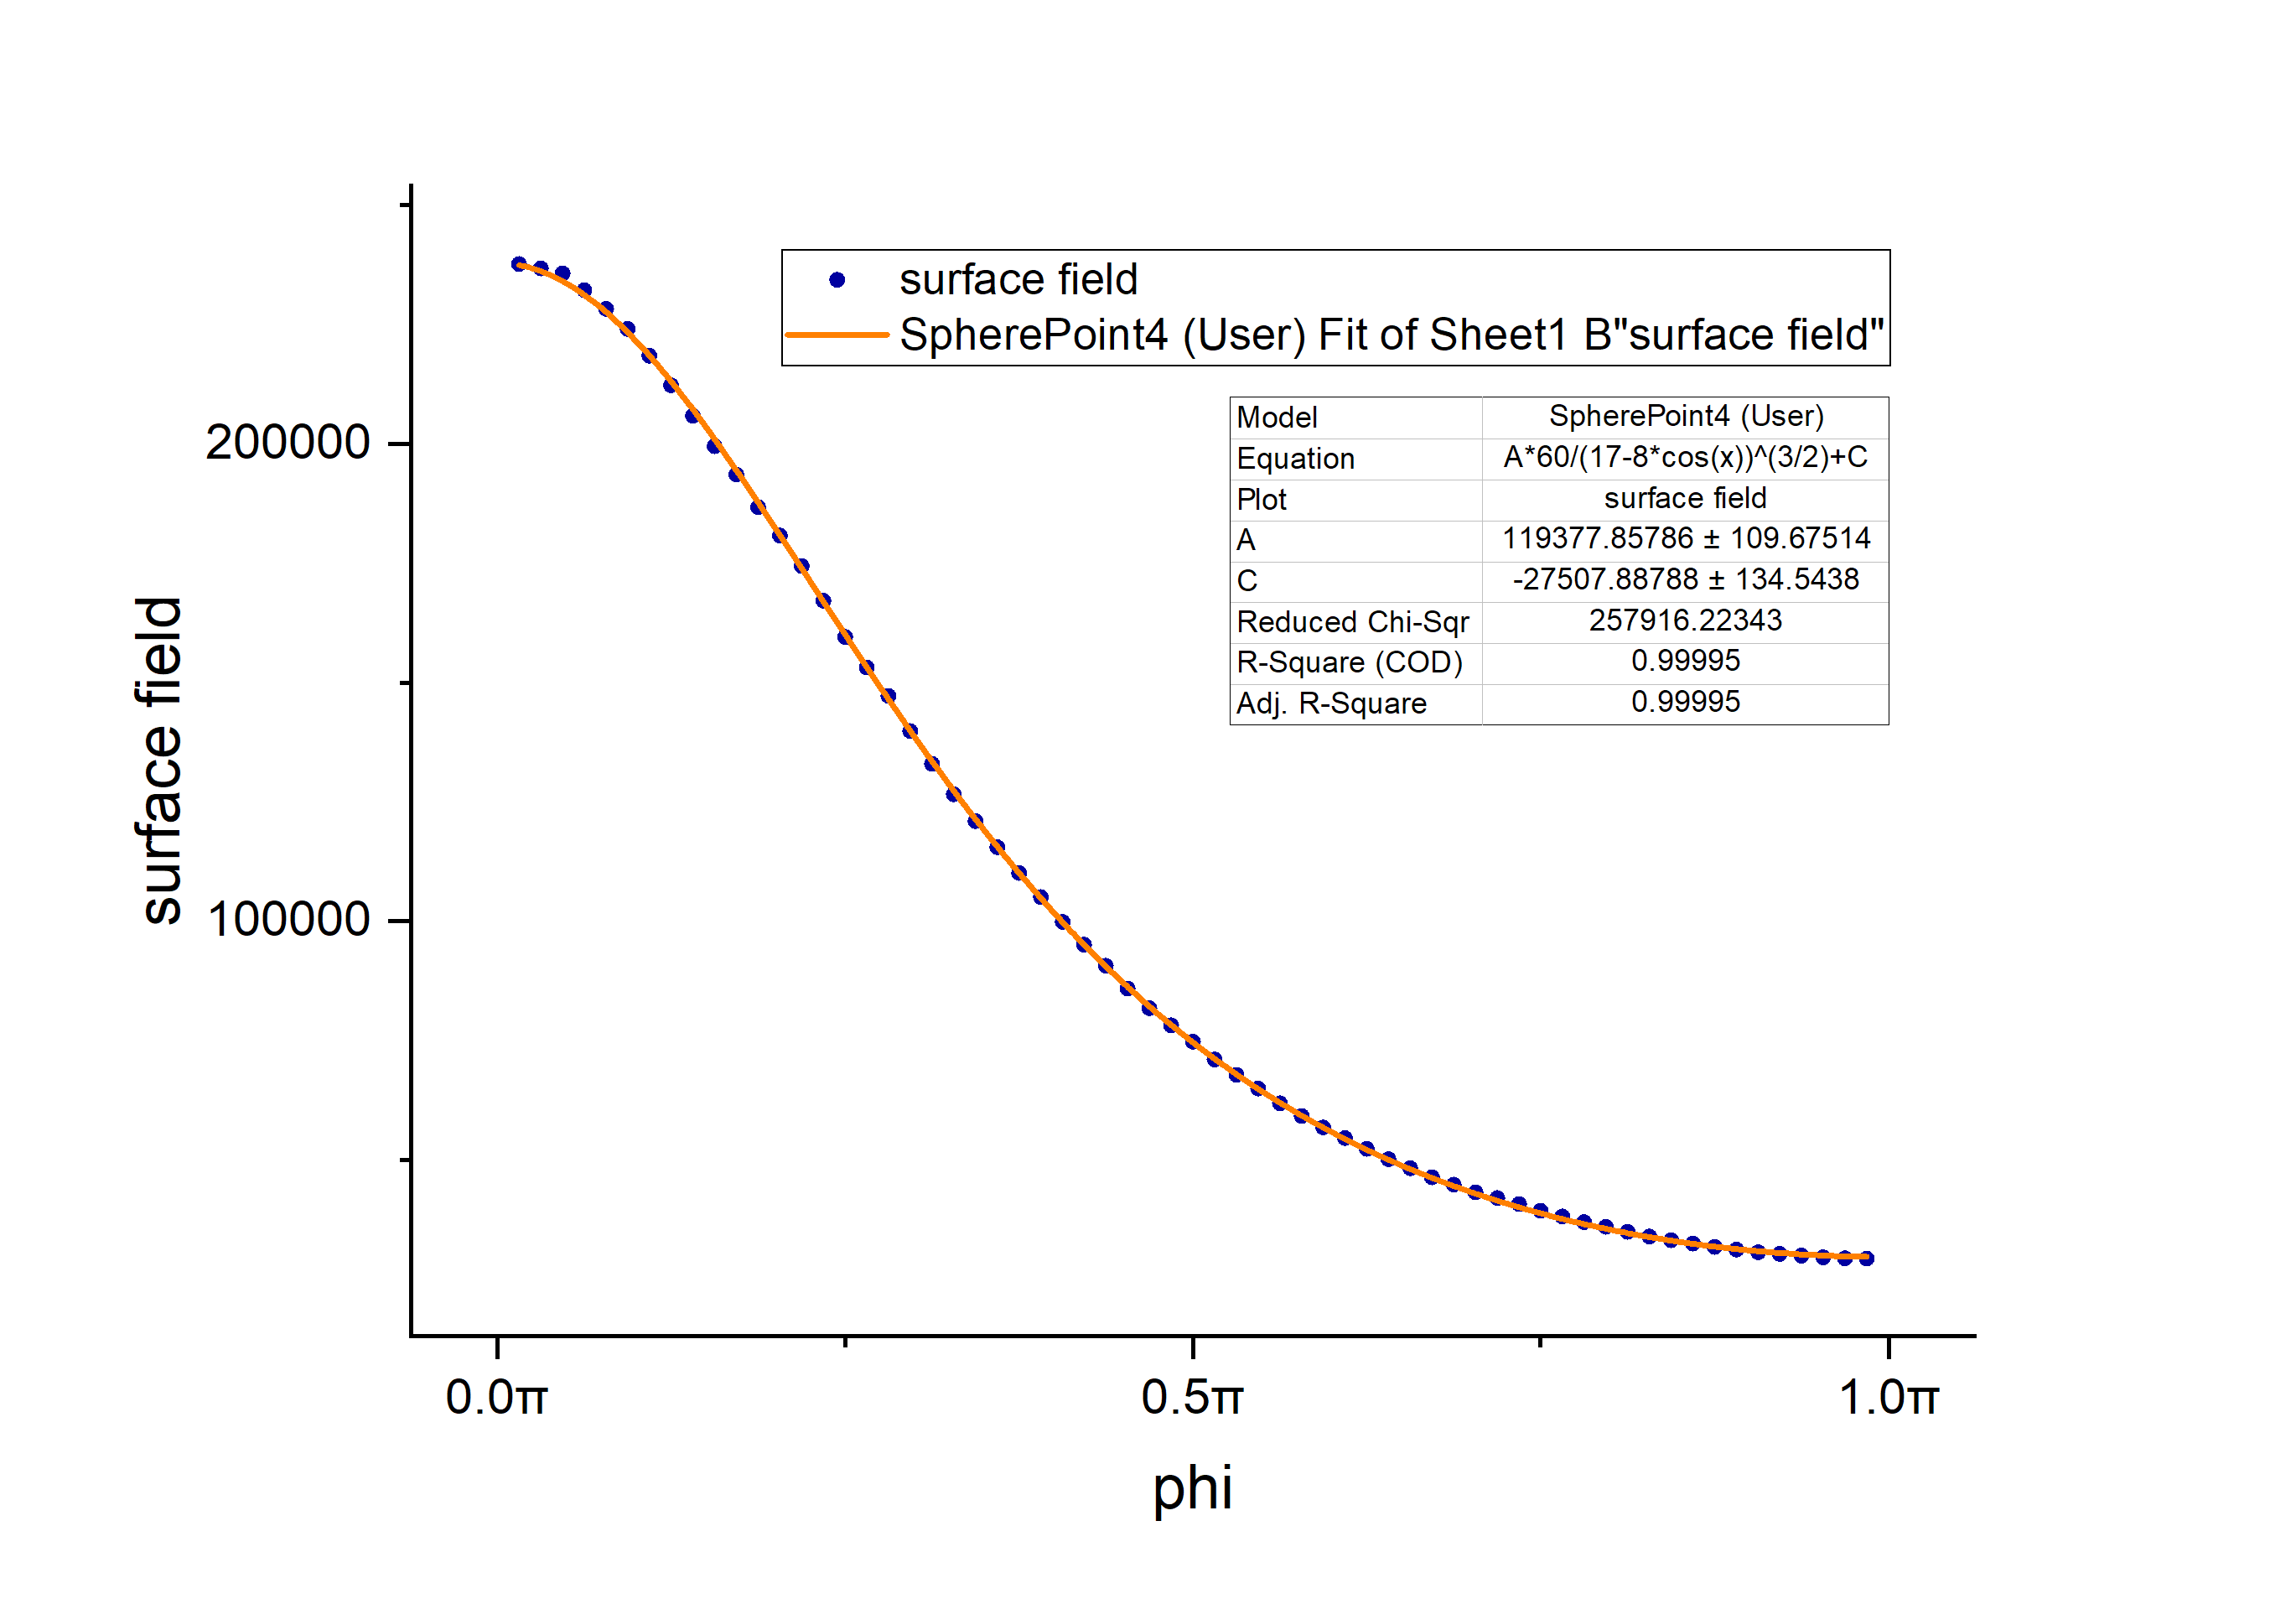 surface field
SpherePoint4 (User) Fit of Sheet1 B"surface field"
Model SpherePoint4 (User)
Equation A*60/(17-8*cos(x))^(3/2)+C
Plot surface field
A 119377.85786 ± 109.67514
C -27507.88788 ± 134.5438
Reduced Chi-Sqr 257916.22343
R-Square (COD) 0.99995
Adj. R-Square 0.99995
200000
100000
surface field
0.0π 0.5π 1.0π
phi